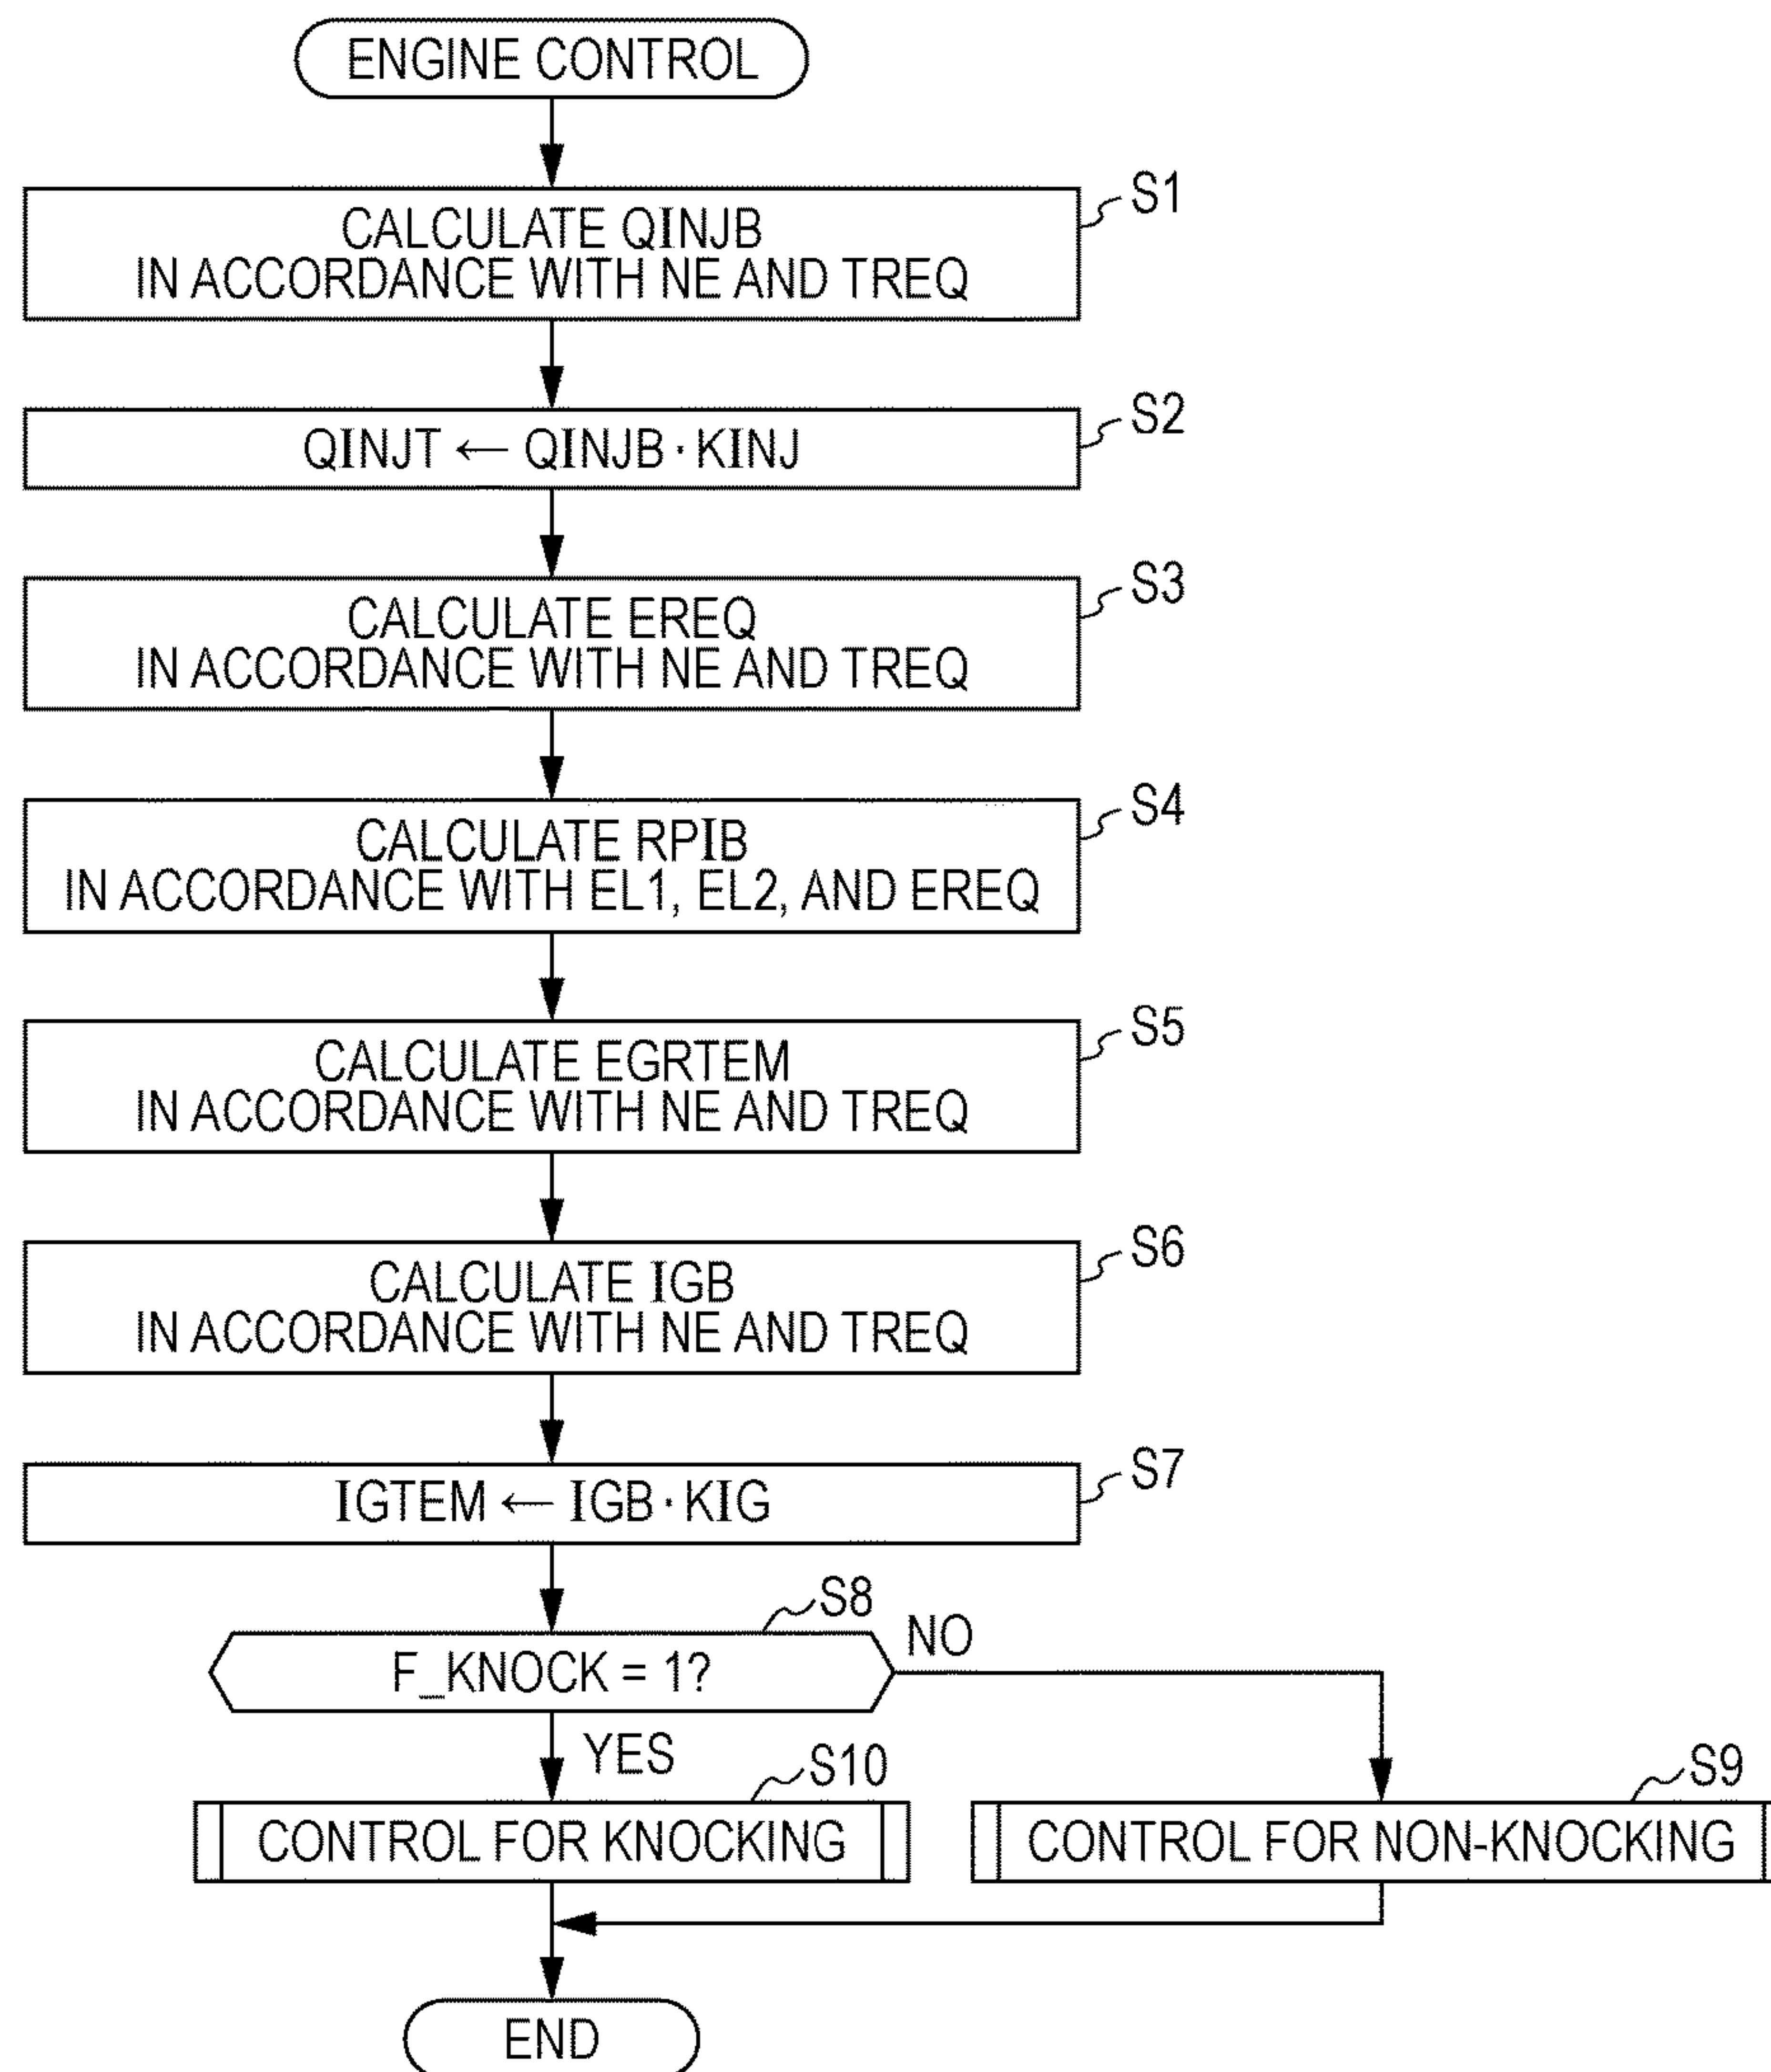 ENGINE CONTROL
S1
CALCULATE QINJB
IN ACCORDANCE WITH NE AND TREQ
S2
QINJT ← QINJB · KINJ
S3
CALCULATE EREQ
IN ACCORDANCE WITH NE AND TREQ
S4
CALCULATE RPIB
IN ACCORDANCE WITH EL1, EL2, AND EREQ
S5
CALCULATE EGRTEM
IN ACCORDANCE WITH NE AND TREQ
S6
CALCULATE IGB
IN ACCORDANCE WITH NE AND TREQ
S7
IGTEM ← IGB · KIG
S8
F_KNOCK = 1?
NO
YES
S10
CONTROL FOR KNOCKING
S9
CONTROL FOR NON-KNOCKING
END